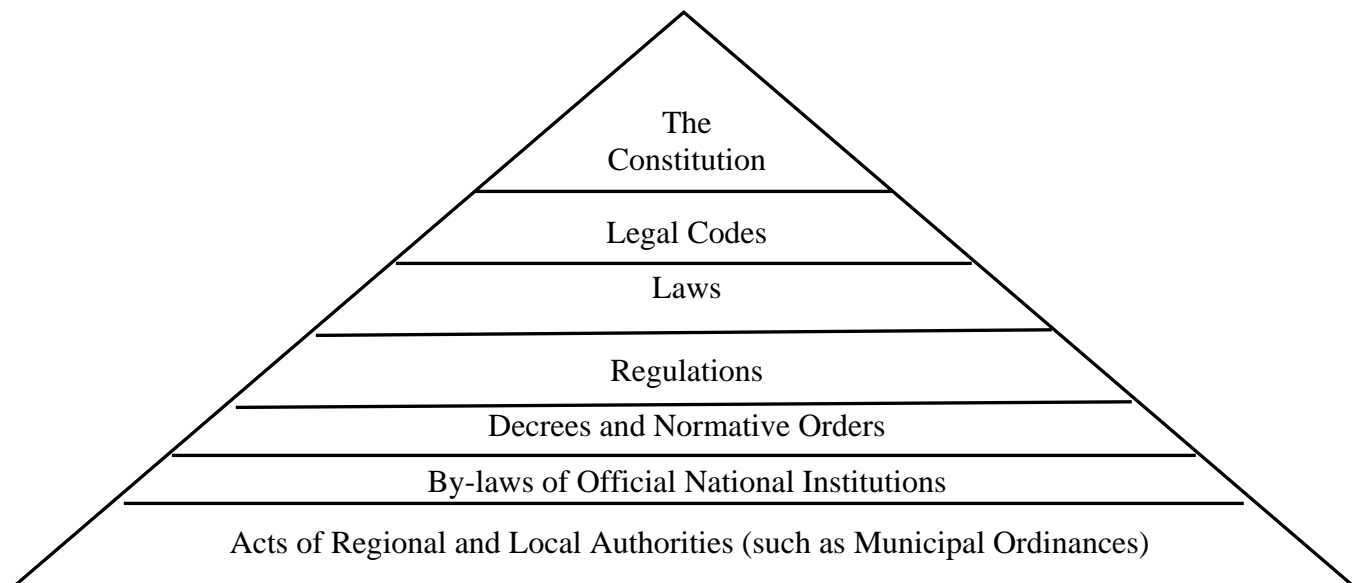 The
Constitution
Legal Codes
Laws
Regulations
Decrees and Normative Orders
By-laws of Official National Institutions
Acts of Regional and Local Authorities (such as Municipal Ordinances)